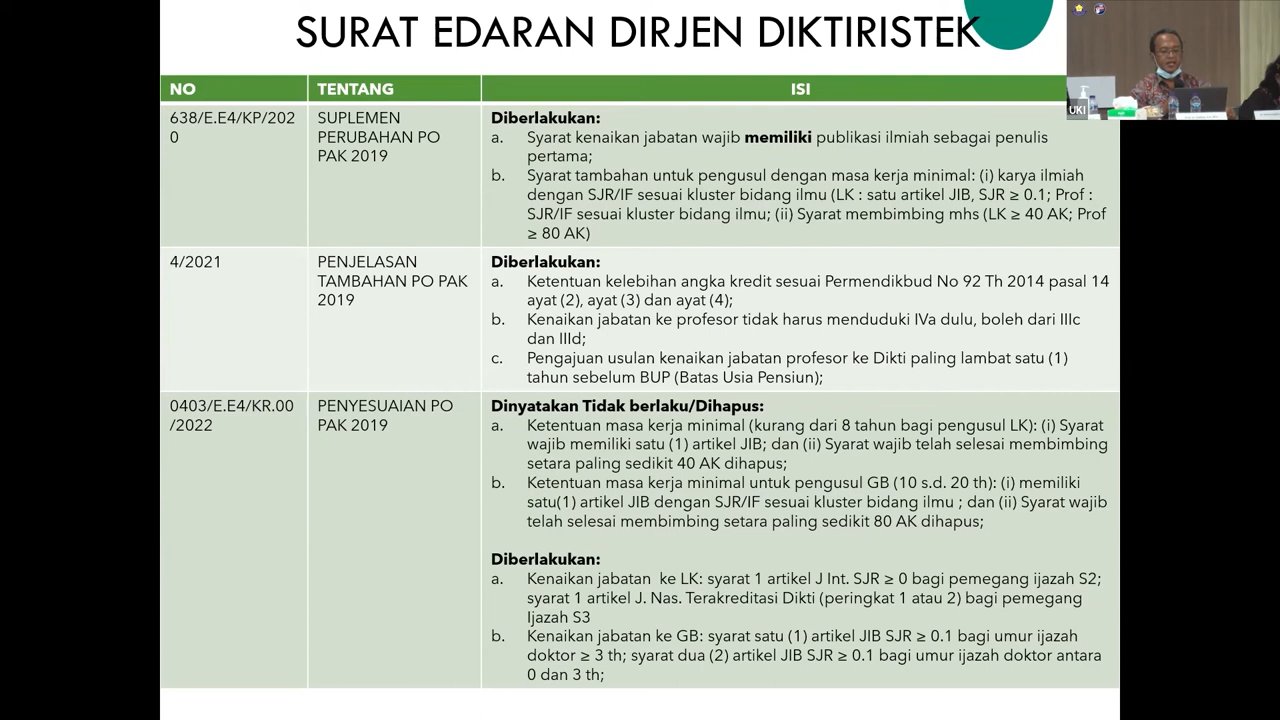 SURAT EDARAN DIRJEN DIKTIRISTEK
NO
TENTANG
ISI
638/E.E4/KP/202
0
SUPLEMEN
PERUBAHAN PO
PAK 2019
Diberlakukan:
a. Syarat kenaikan jabatan wajib memiliki publikasi ilmiah sebagai penulis
pertama;
b. Syarat tambahan untuk pengusul dengan masa kerja minimal: (i) karya ilmiah
dengan SJR/IF sesuai kluster bidang ilmu (LK : satu artikel JIB, SJR ≥ 0.1; Prof :
SJR/IF sesuai kluster bidang ilmu; (ii) Syarat membimbing mhs (LK ≥ 40 AK; Prof
≥ 80 AK)
4/2021
PENJELASAN
TAMBAHAN PO PAK
2019
Diberlakukan:
a. Ketentuan kelebihan angka kredit sesuai Permendikbud No 92 Th 2014 pasal 14
ayat (2), ayat (3) dan ayat (4);
b. Kenaikan jabatan ke profesor tidak harus menduduki IVa dulu, boleh dari IIIc
dan IIId;
c. Pengajuan usulan kenaikan jabatan profesor ke Dikti paling lambat satu (1)
tahun sebelum BUP (Batas Usia Pensiun);
0403/E.E4/KR.00
/2022
PENYESUAIAN PO
PAK 2019
Dinyatakan Tidak berlaku/Dihapus:
a. Ketentuan masa kerja minimal (kurang dari 8 tahun bagi pengusul LK): (i) Syarat
wajib memiliki satu (1) artikel JIB; dan (ii) Syarat wajib telah selesai membimbing
setara paling sedikit 40 AK dihapus;
b. Ketentuan masa kerja minimal untuk pengusul GB (10 s.d. 20 th): (i) memiliki
satu(1) artikel JIB dengan SJR/IF sesuai kluster bidang ilmu ; dan (ii) Syarat wajib
telah selesai membimbing setara paling sedikit 80 AK dihapus;
Diberlakukan:
a. Kenaikan jabatan ke LK: syarat 1 artikel J Int. SJR ≥ 0 bagi pemegang ijazah S2;
syarat 1 artikel J. Nas. Terakreditasi Dikti (peringkat 1 atau 2) bagi pemegang
Ijazah S3
b. Kenaikan jabatan ke GB: syarat satu (1) artikel JIB SJR ≥ 0.1 bagi umur ijazah
doktor ≥ 3 th; syarat dua (2) artikel JIB SJR ≥ 0.1 bagi umur ijazah doktor antara
0 dan 3 th;
UKI